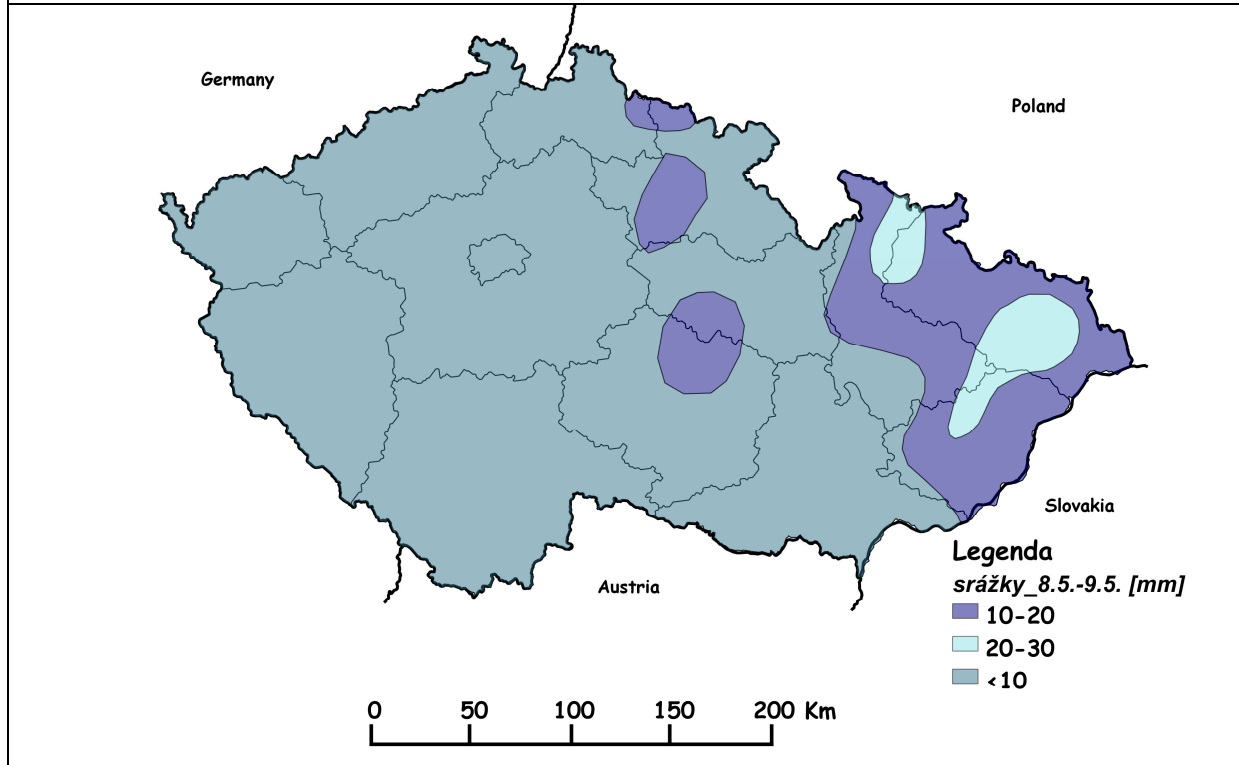 Germany
Poland
Slovakia
Austria
Legenda
srážky_8.5.-9.5. [mm]
10-20
20-30
<10
0 50 100 150 200 Km